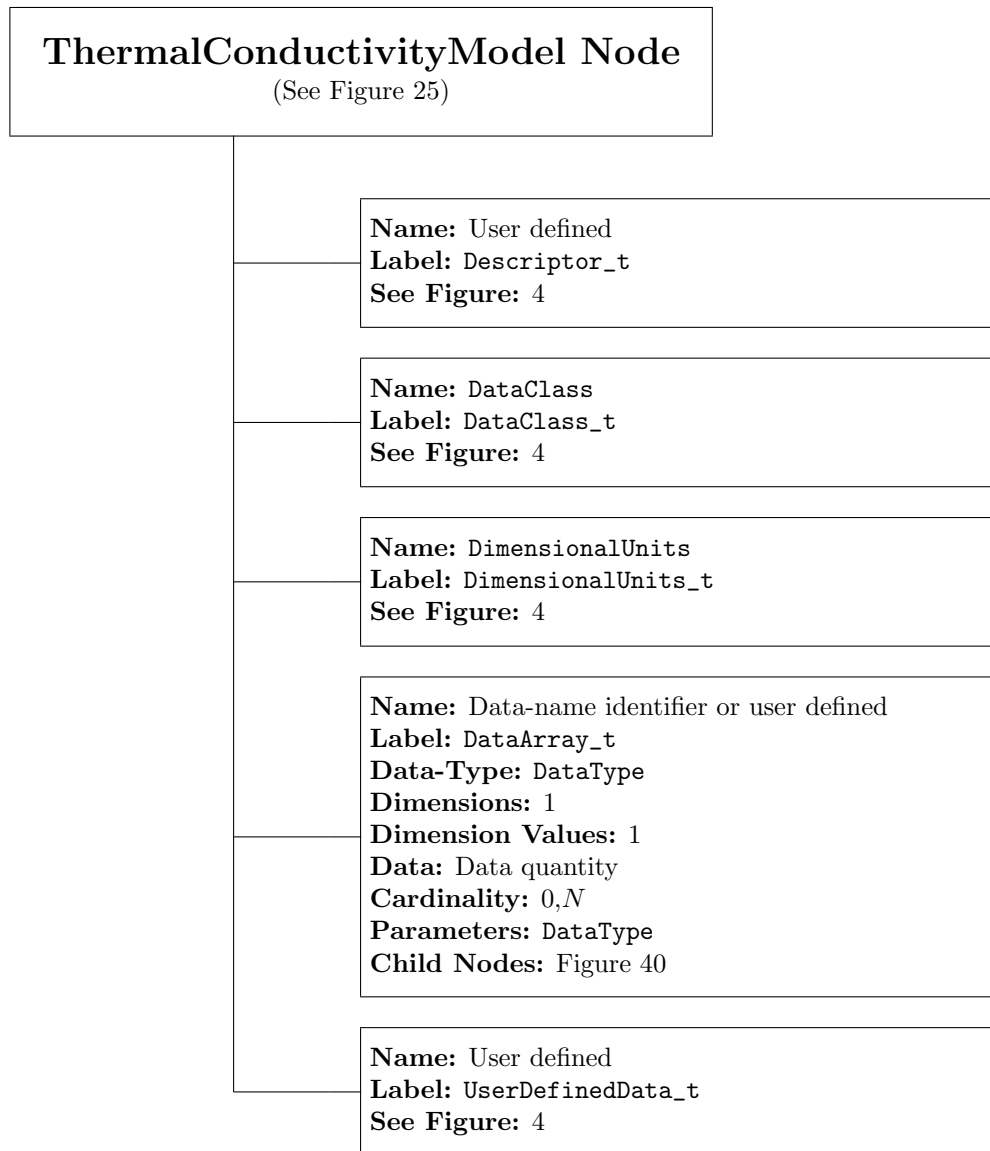 ThermalConductivityModel Node
(See Figure 25)
Name: User defined
Label: Descriptor_t
See Figure: 4
Name: DataClass
Label: DataClass_t
See Figure: 4
Name: DimensionalUnits
Label: DimensionalUnits_t
See Figure: 4
Name: Data-name identifier or user defined
Label: DataArray_t
Data-Type: DataType
Dimensions: 1
Dimension Values: 1
Data: Data quantity
Cardinality: 0,N
Parameters: DataType
Child Nodes: Figure 40
Name: User defined
Label: UserDefinedData_t
See Figure: 4